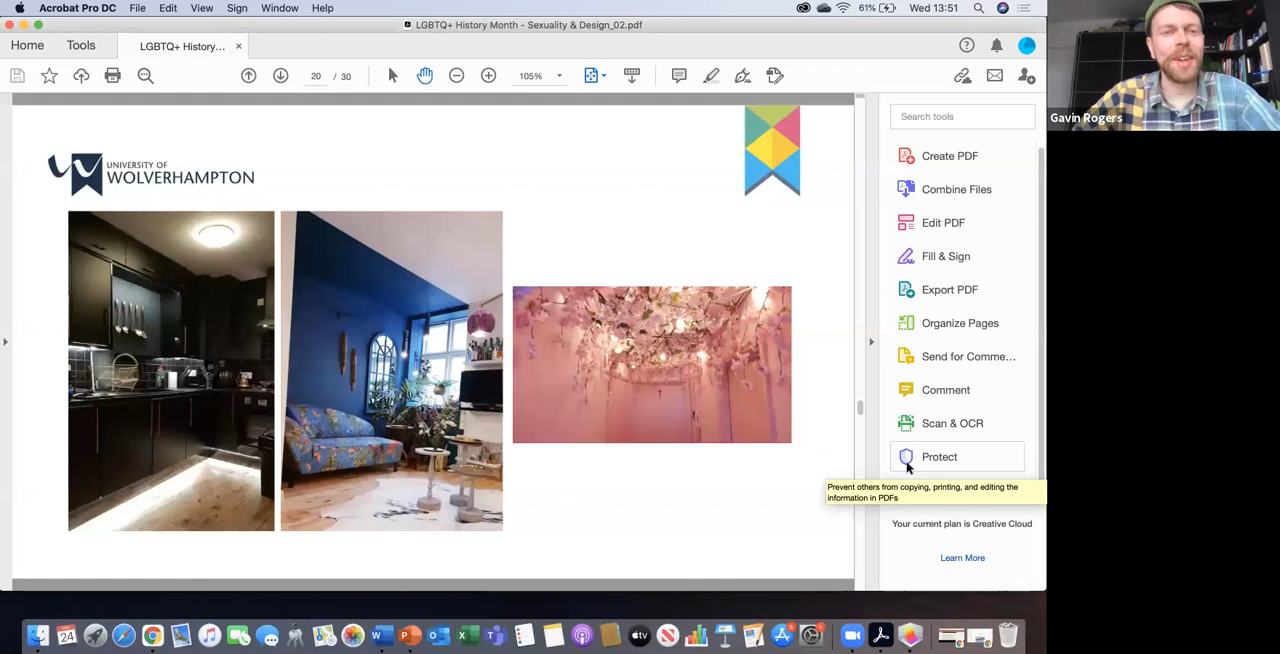 Acrobat Pro DC File Edit View Sign Window Help 61% Wed 13:51
LGBTQ+ History Month - Sexuality & Design_02.pdf
Home Tools LGBTQ+ History... ×
20 / 30 105%
Gavin Rogers
Search tools
Create PDF
Combine Files
Edit PDF
Fill & Sign
Export PDF
Organize Pages
Send for Comme...
Comment
Scan & OCR
Protect
Prevent others from copying, printing, and editing the
information in PDFs
Your current plan is Creative Cloud
Learn More
UNIVERSITY OF
WOLVERHAMPTON
24
tv